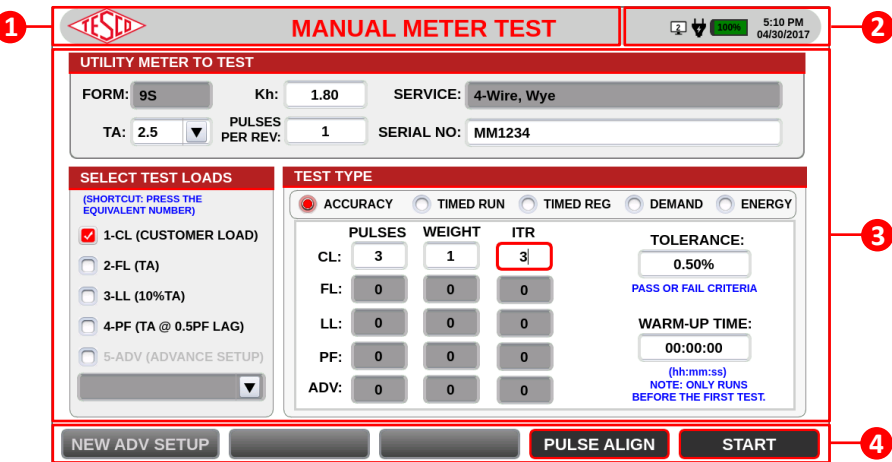 1
TESCO
MANUAL METER TEST
2
100%
5:10 PM
04/30/2017
2
UTILITY METER TO TEST
FORM: 9S
Kh: 1.80
SERVICE: 4-Wire, Wye
TA: 2.5
PULSES
PER REV: 1
SERIAL NO: MM1234
SELECT TEST LOADS
(SHORTCUT: PRESS THE
EQUIVALENT NUMBER)
1-CL (CUSTOMER LOAD)
2-FL (TA)
3-LL (10%TA)
4-PF (TA @ 0.5PF LAG)
5-ADV (ADVANCE SETUP)
TEST TYPE
ACCURACY TIMED RUN TIMED REG DEMAND ENERGY
PULSES WEIGHT ITR
CL: 3 1 3
FL: 0 0 0
LL: 0 0 0
PF: 0 0 0
ADV: 0 0 0
TOLERANCE:
0.50%
PASS OR FAIL CRITERIA
WARM-UP TIME:
00:00:00
(hh:mm:ss)
NOTE: ONLY RUNS
BEFORE THE FIRST TEST.
3
NEW ADV SETUP PULSE ALIGN START
4